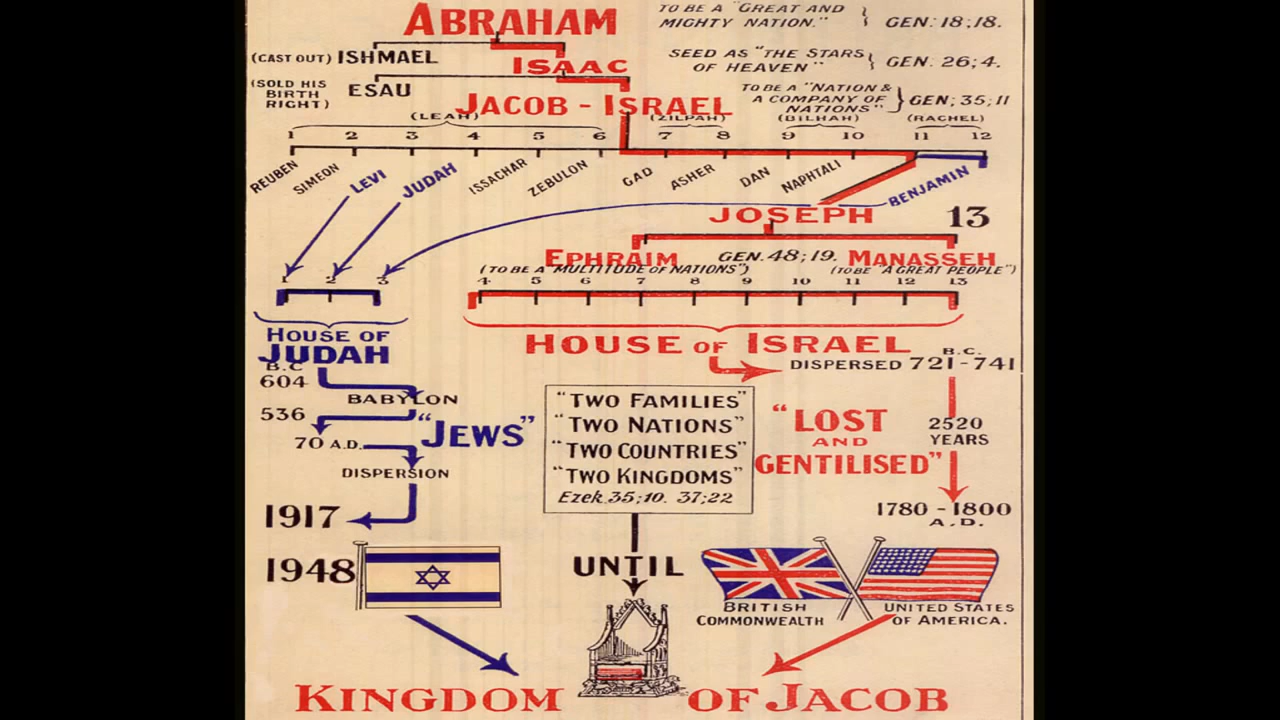 ABRAHAM
TO BE A "GREAT AND
MIGHTY NATION."
GEN: 18;18.
(CAST OUT) ISHMAEL
ISAAC
SEED AS "THE STARS
OF HEAVEN"
GEN. 26;4.
(SOLD HIS
BIRTH
RIGHT)
ESAU
JACOB - ISRAEL
TO BE A "NATION &
A COMPANY OF
NATIONS"
GEN; 35;11
(LEAH) (ZILPAH) (BILHAH) (RACHEL)
1 2 3 4 5 6 7 8 9 10 11 12
REUBEN SIMEON LEVI JUDAH ISSACHAR ZEBULON GAD ASHER DAN NAPHTALI BENJAMIN
JOSEPH 13
EPHRAIM GEN. 48; 19. MANASSEH
(TO BE A "MULTITUDE OF NATIONS") (TO BE "A GREAT PEOPLE")
1 2 3 4 5 6 7 8 9 10 11 12 13
HOUSE OF
JUDAH
HOUSE OF ISRAEL
B.C.
DISPERSED 721-741
B.C
604
BABYLON
536
"JEWS"
70 A.D.
DISPERSION
1917
1948
"TWO FAMILIES"
"TWO NATIONS"
"TWO COUNTRIES"
"TWO KINGDOMS"
Ezek. 35;10. 37;22
"LOST
AND
GENTILISED"
2520
YEARS
1780 - 1800
A.D.
UNTIL
BRITISH
COMMONWEALTH
UNITED STATES
OF AMERICA.
KINGDOM OF JACOB